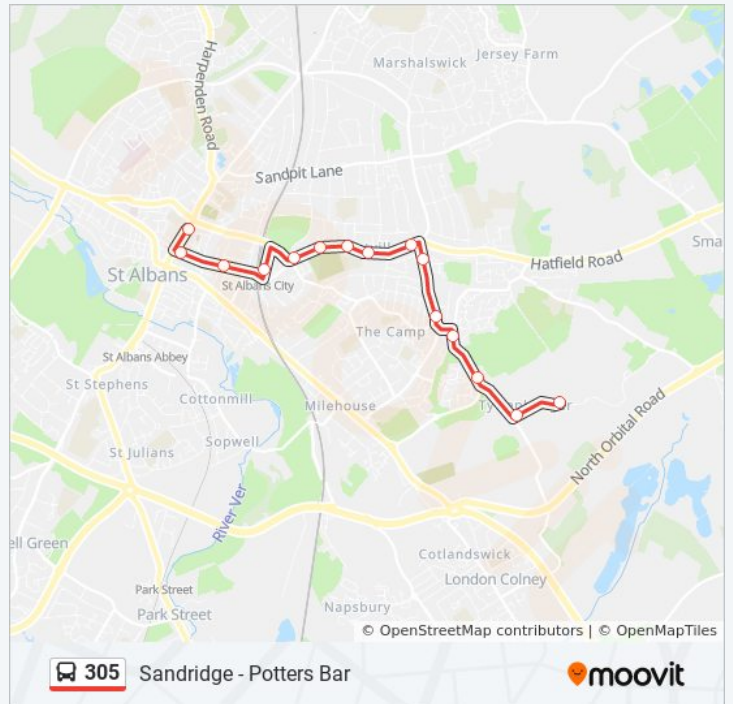 Jersey Farm
Marshalswick
Harpenden Road
Sandpit Lane
Sma
Hatfield Road
St Albans
St Albans City
The Camp
St Albans Abbey
St Stephens
Cottonmill
Milehouse
North Orbital Road
Sopwell
St Julians
River Ver
ell Green
Cotlandswick
London Colney
Park Street
Park Street
Napsbury
© OpenStreetMap contributors | © OpenMapTiles
305 Sandridge - Potters Bar
moovit